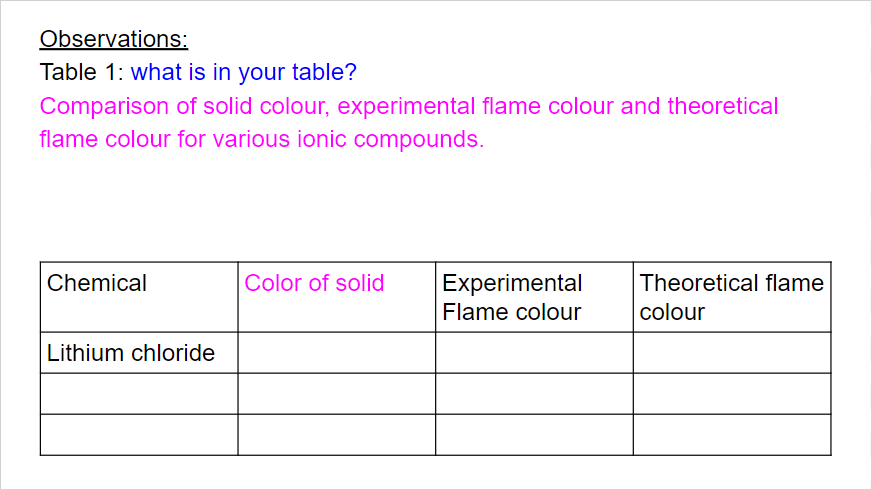 Observations:
Table 1: what is in your table?
Comparison of solid colour, experimental flame colour and theoretical
flame colour for various ionic compounds.
Chemical
Color of solid
Experimental
Flame colour
Theoretical flame
colour
Lithium chloride